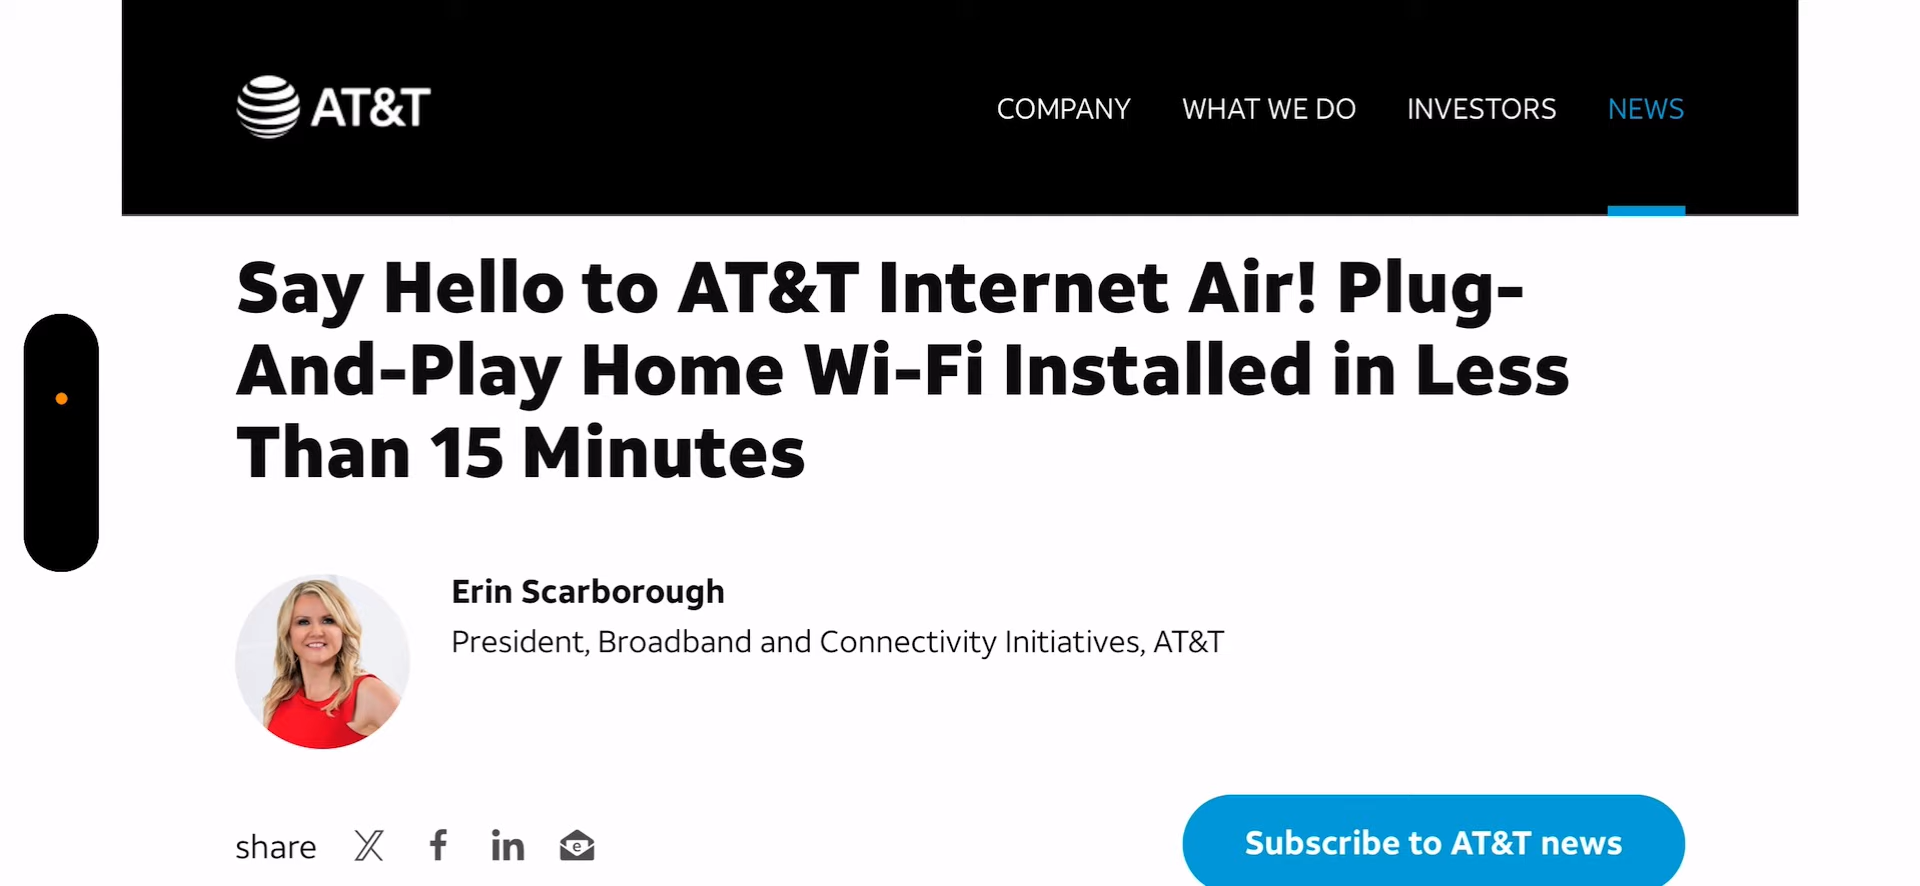 AT&T
COMPANY WHAT WE DO INVESTORS NEWS
Say Hello to AT&T Internet Air! Plug-
And-Play Home Wi-Fi Installed in Less
Than 15 Minutes
Erin Scarborough
President, Broadband and Connectivity Initiatives, AT&T
share
Subscribe to AT&T news